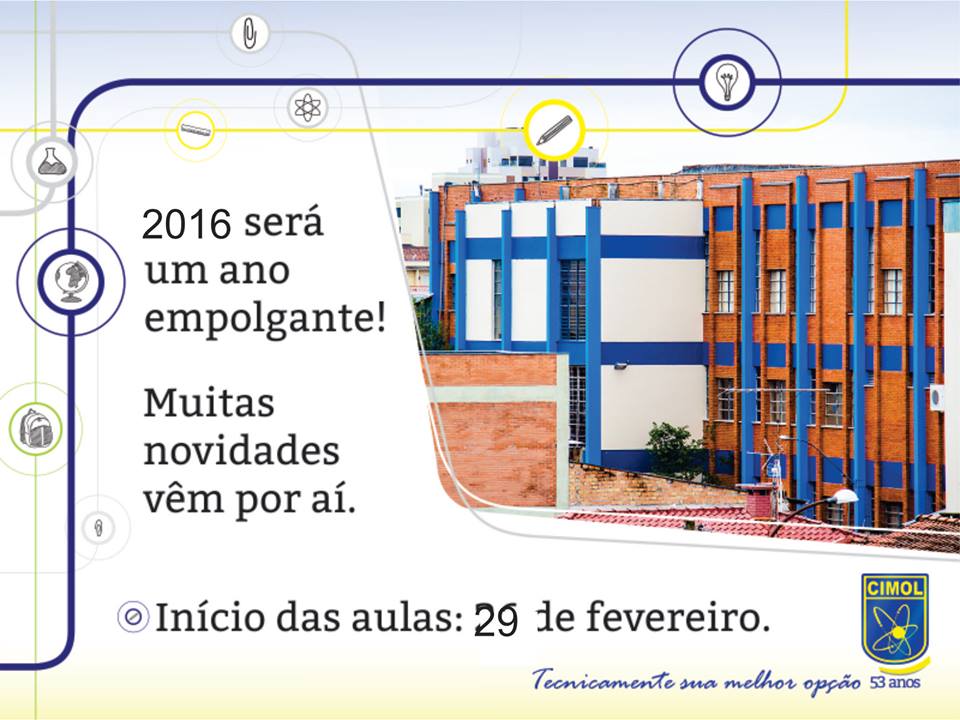 2016 será
um ano
empolgante!
Muitas
novidades
vêm por aí.
Início das aulas: 29 de fevereiro.
CIMOL
Tecnicamente sua melhor opção 53 anos